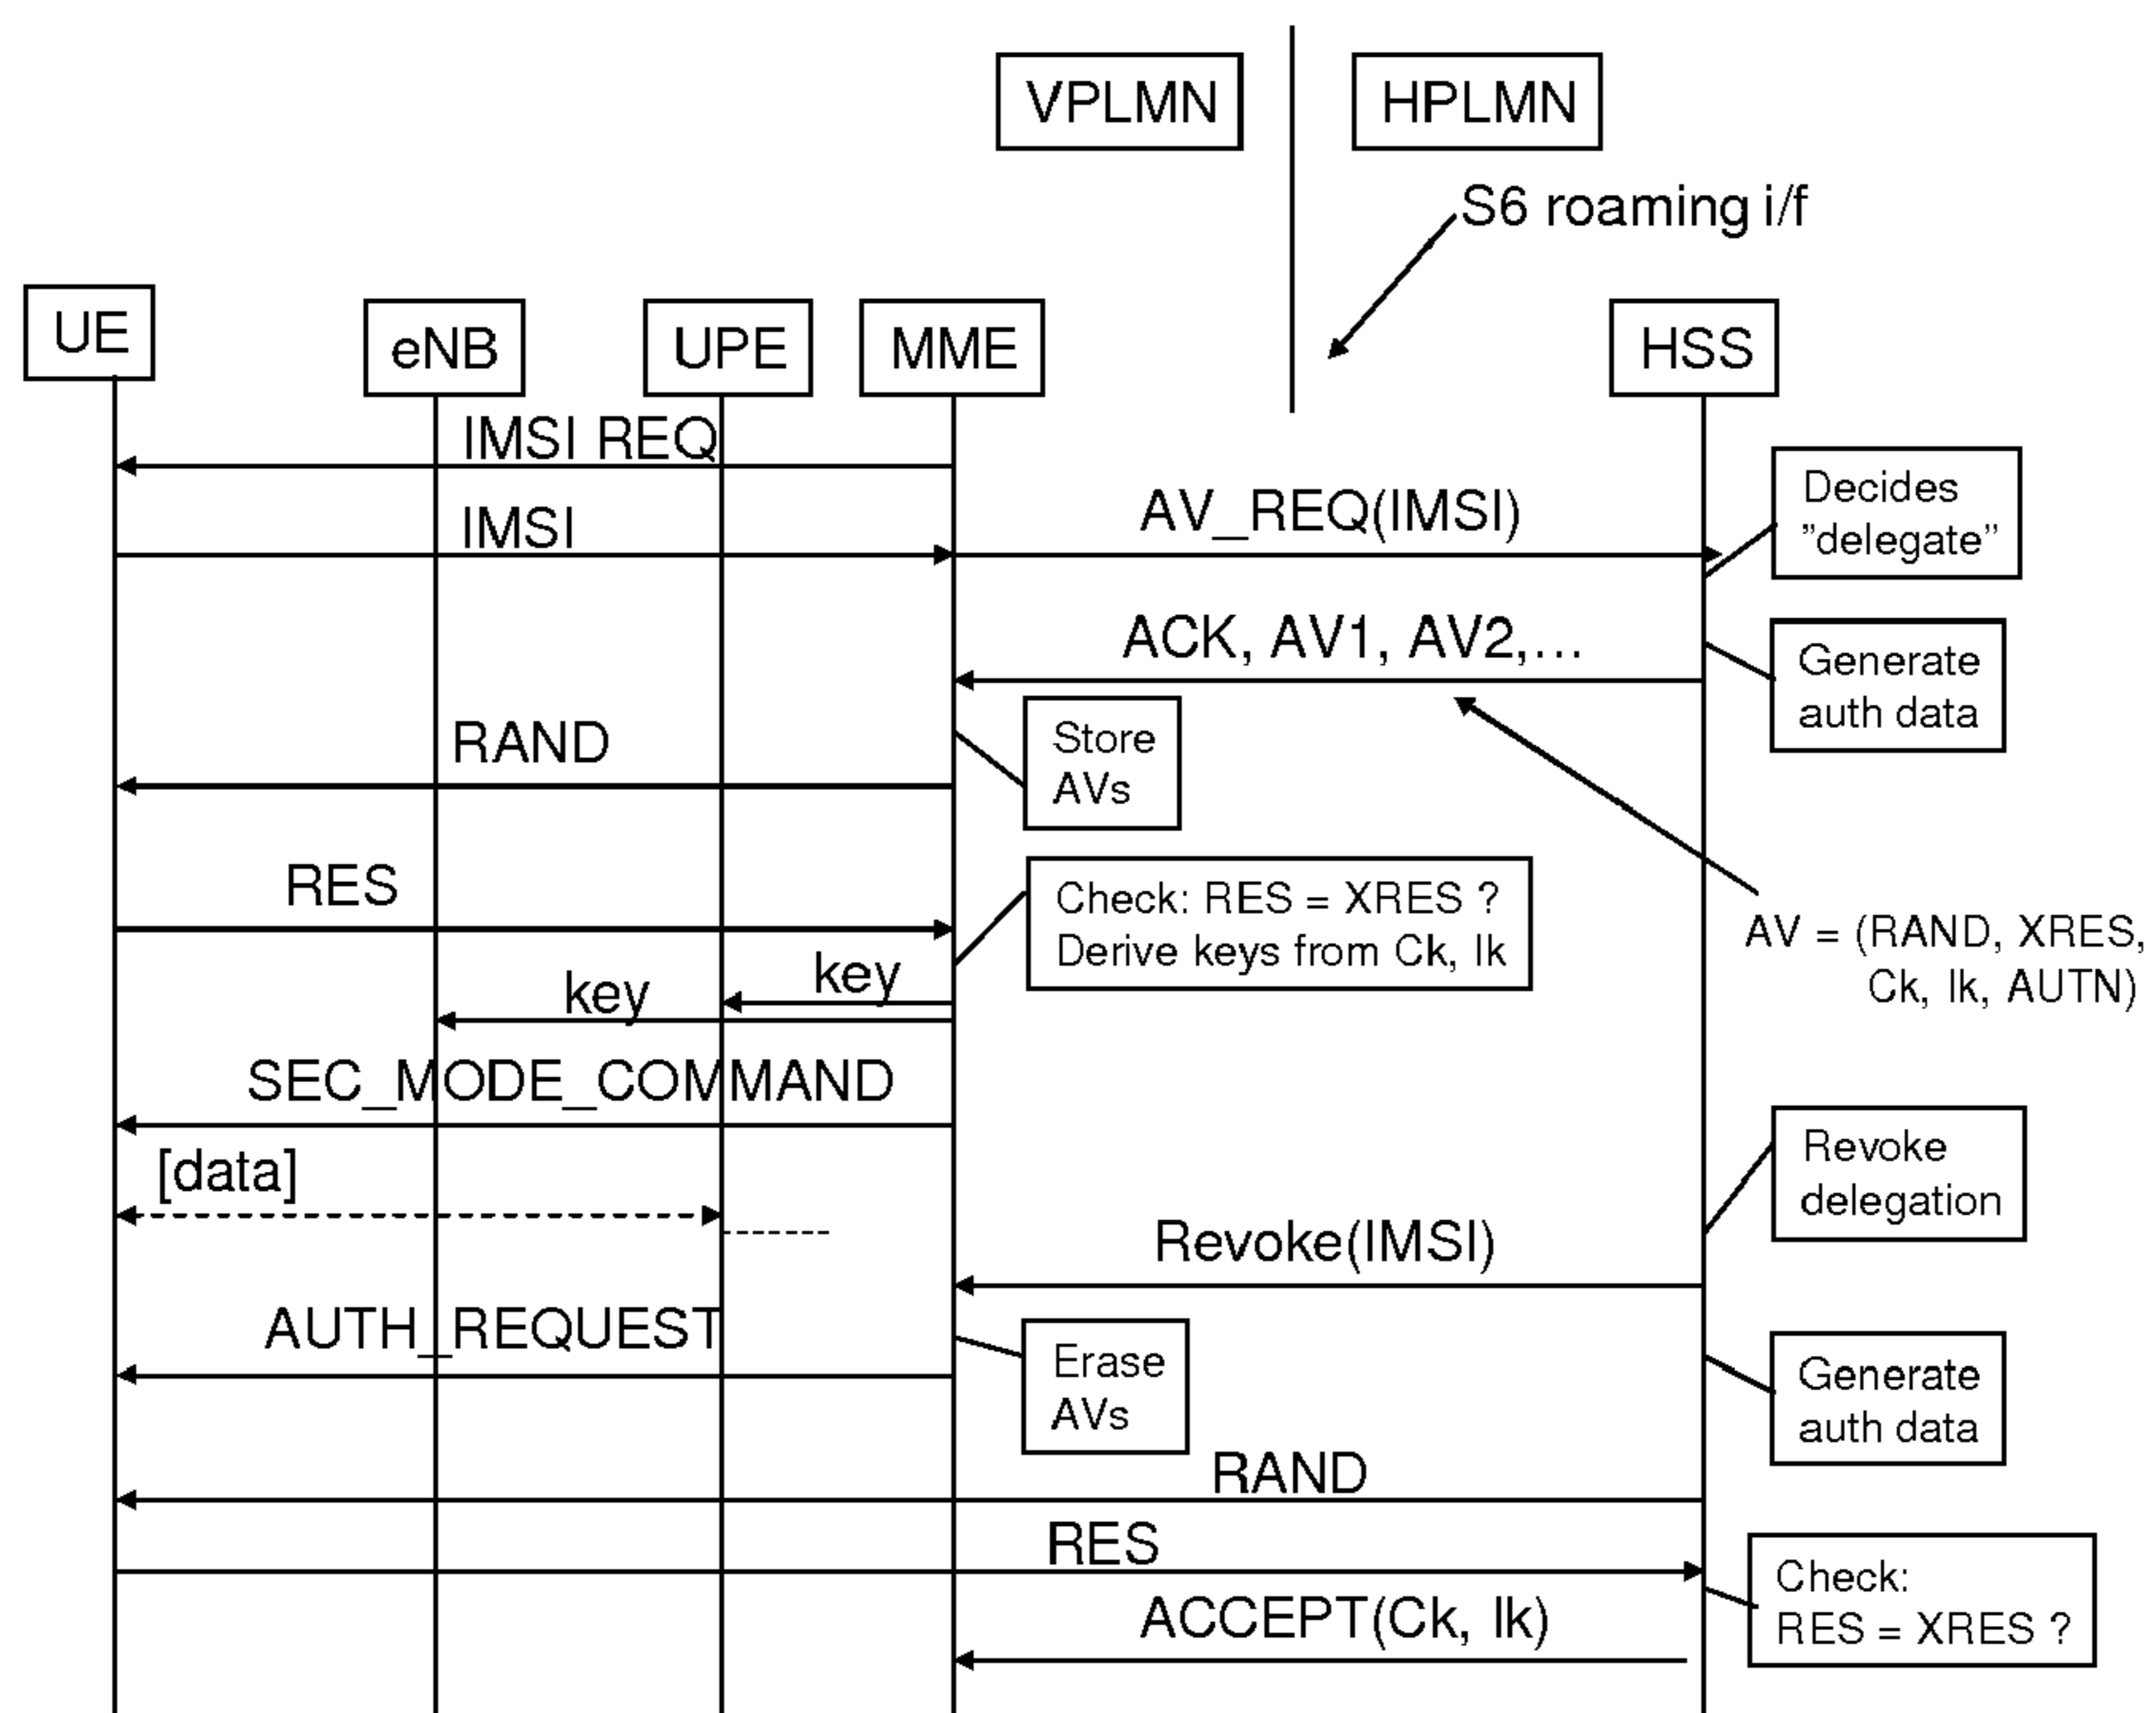 VPLMN
HPLMN
S6 roaming i/f
UE
eNB
UPE
MME
HSS
IMSI REQ
Decides
"delegate"
AV_REQ(IMSI)
IMSI
ACK, AV1, AV2,...
Generate
auth data
Store
AVs
RAND
RES
Check: RES = XRES ?
Derive keys from Ck, Ik
AV = (RAND, XRES,
Ck, Ik, AUTN)
key
key
SEC_MODE_COMMAND
Revoke
delegation
[data]
Revoke(IMSI)
AUTH_REQUEST
Erase
AVs
Generate
auth data
RAND
RES
Check:
RES = XRES ?
ACCEPT(Ck, Ik)